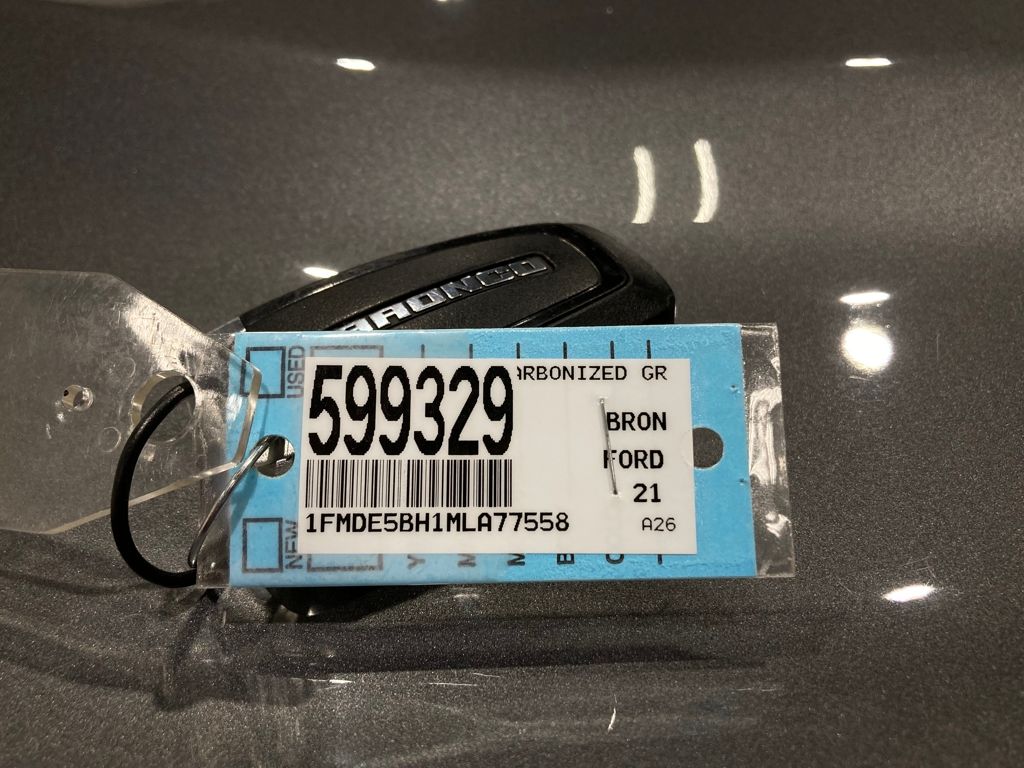 BRONCO
USED
599329
ARBONIZED GR
BRON
FORD
21
1FMDE5BH1MLA77558
A26
NEW
Y
M
M
B
C